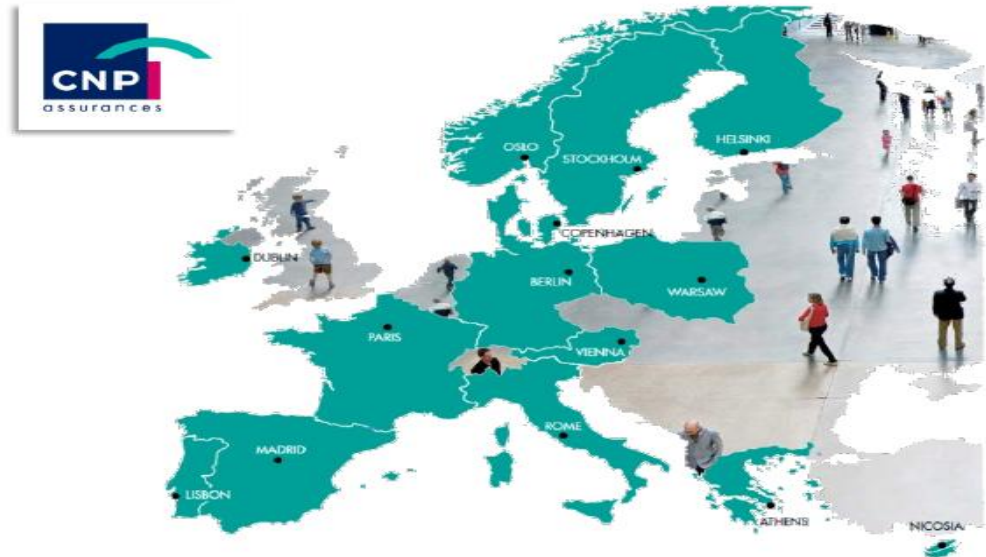 CNP
assurances
HELSINKI
OSLO
STOCKHOLM
COPENHAGEN
DUBLIN
BERLIN
WARSAW
PARIS
VIENNA
ROME
MADRID
LISBON
ATHENS
NICOSIA